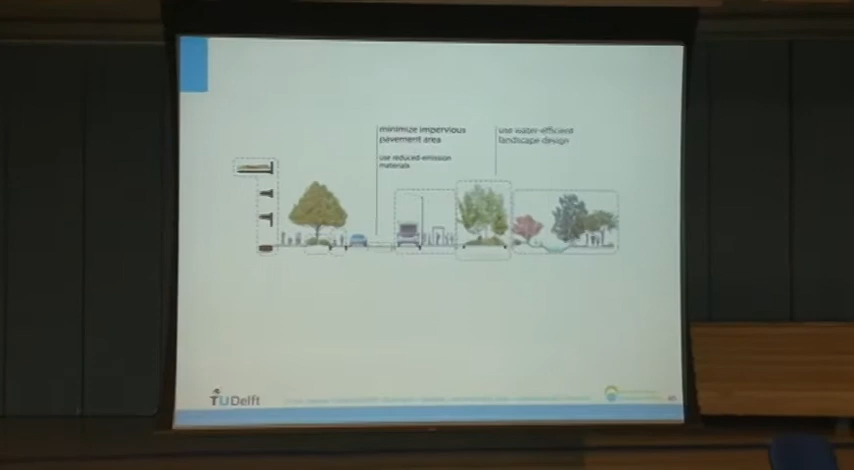 minimize impervious
pavement area
use reduced-emission
materials
use water-efficient
landscape design
TUDelft